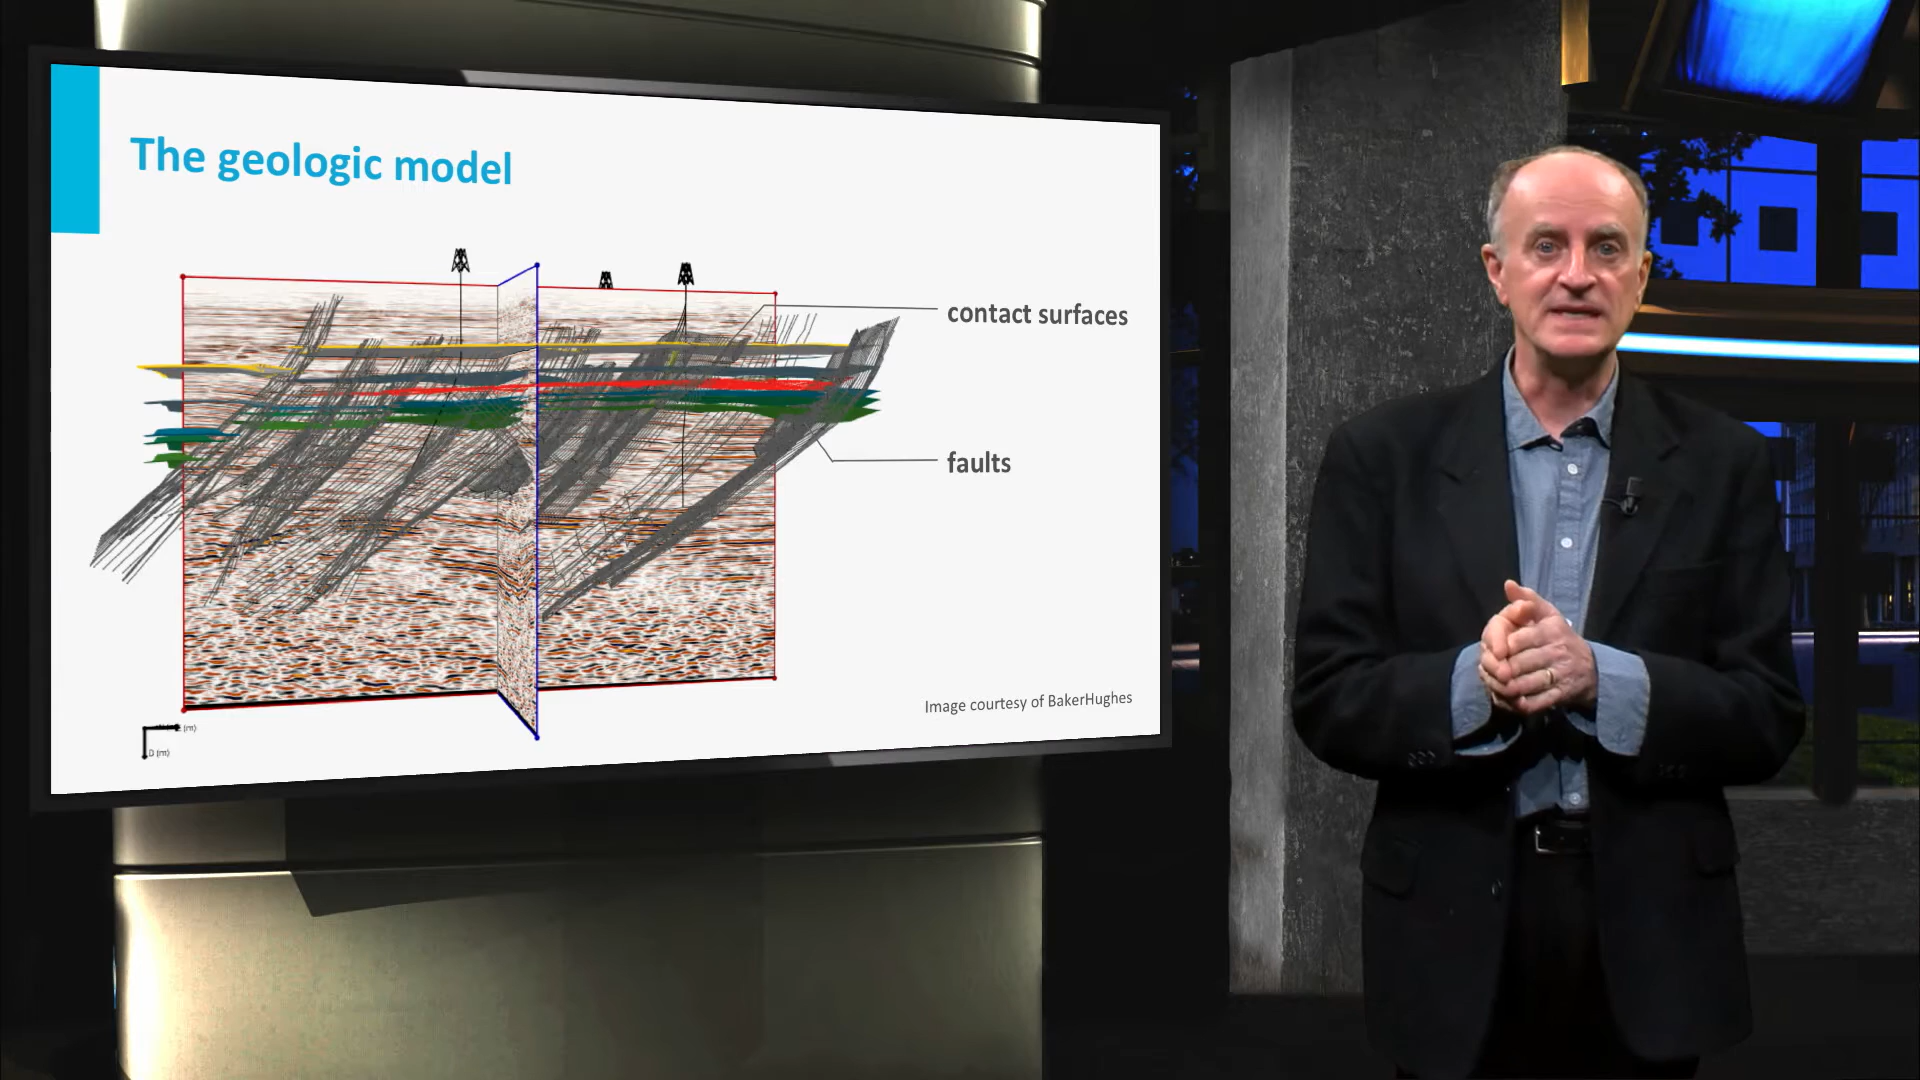 The geologic model
contact surfaces
faults
Image courtesy of BakerHughes
(m)
D (m)